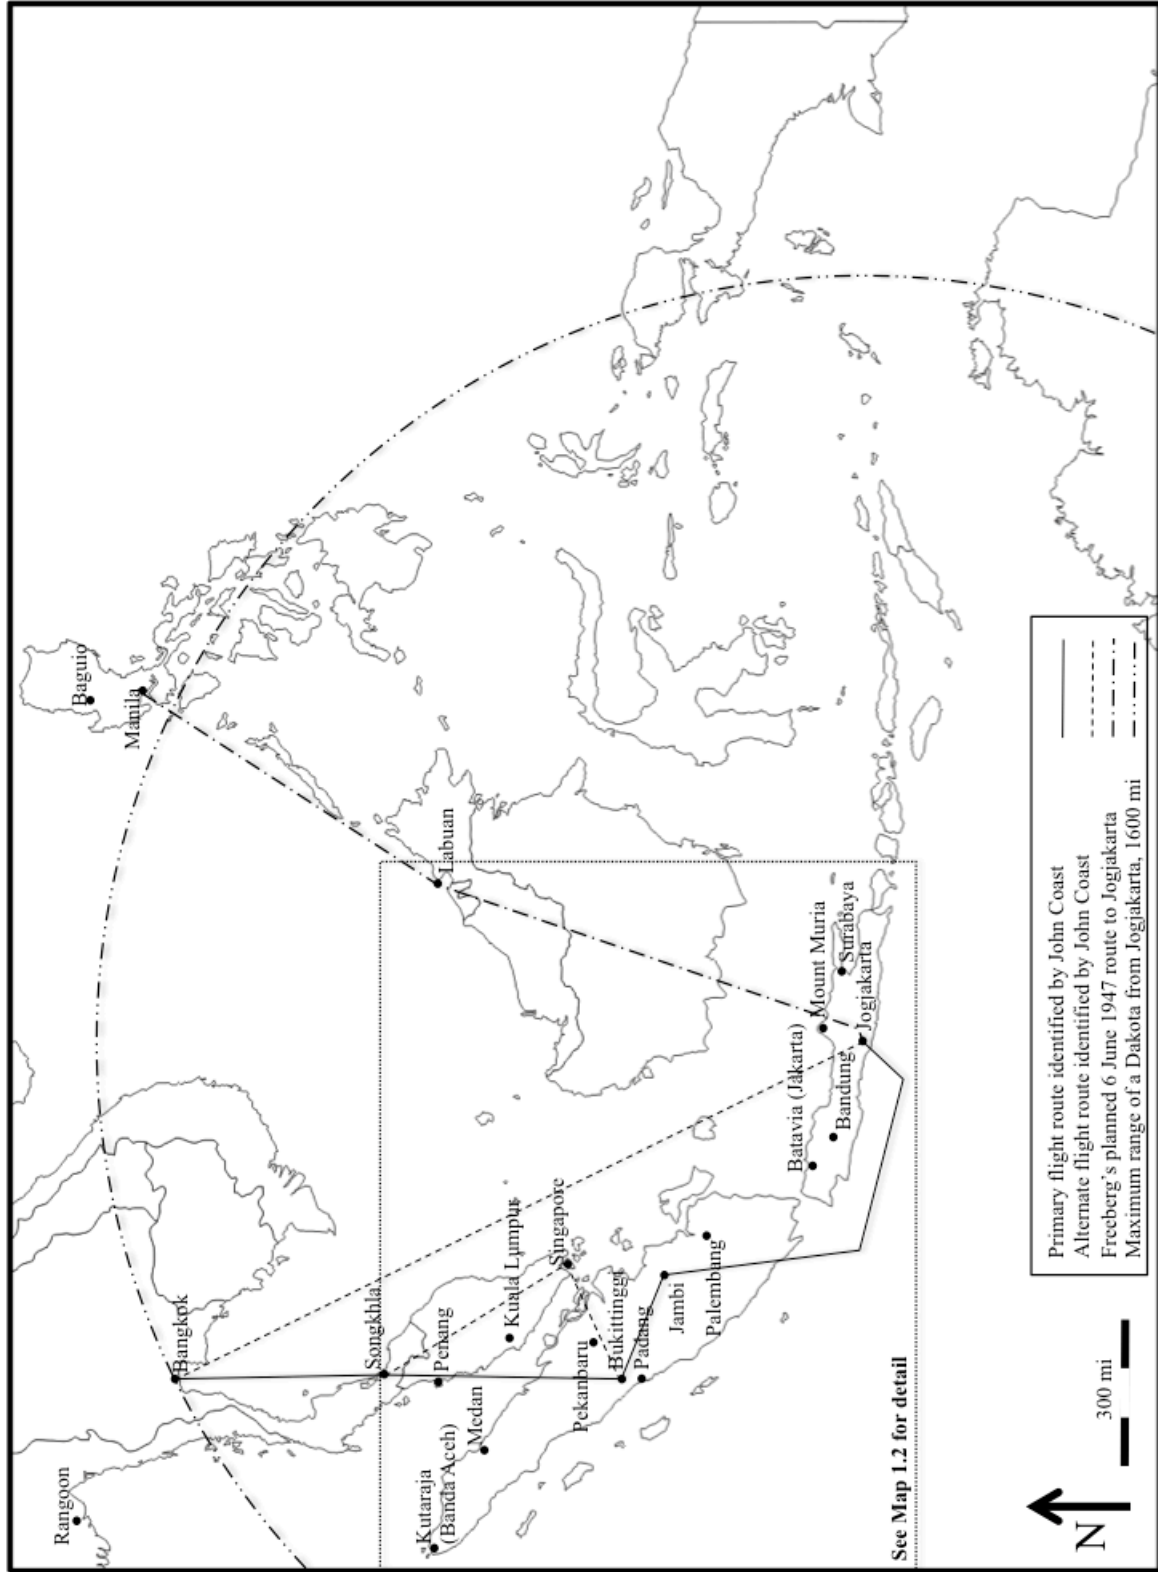 Rangoon
Baguio
Manila
Bangkok
Songkhla
Penang
Kutaraja
(Banda Aceh)
Medan
Kuala Lumpur
Labuan
Singapore
Pekanbaru
Bukittinggi
Padang
Jambi
Palembang
Batavia (Jakarta)
Bandung
Mount Muria
Surabaya
Jogjakarta
See Map 1.2 for detail
N
300 mi
Primary flight route identified by John Coast
Alternate flight route identified by John Coast
Freeberg's planned 6 June 1947 route to Jogjakarta
Maximum range of a Dakota from Jogjakarta, 1600 mi